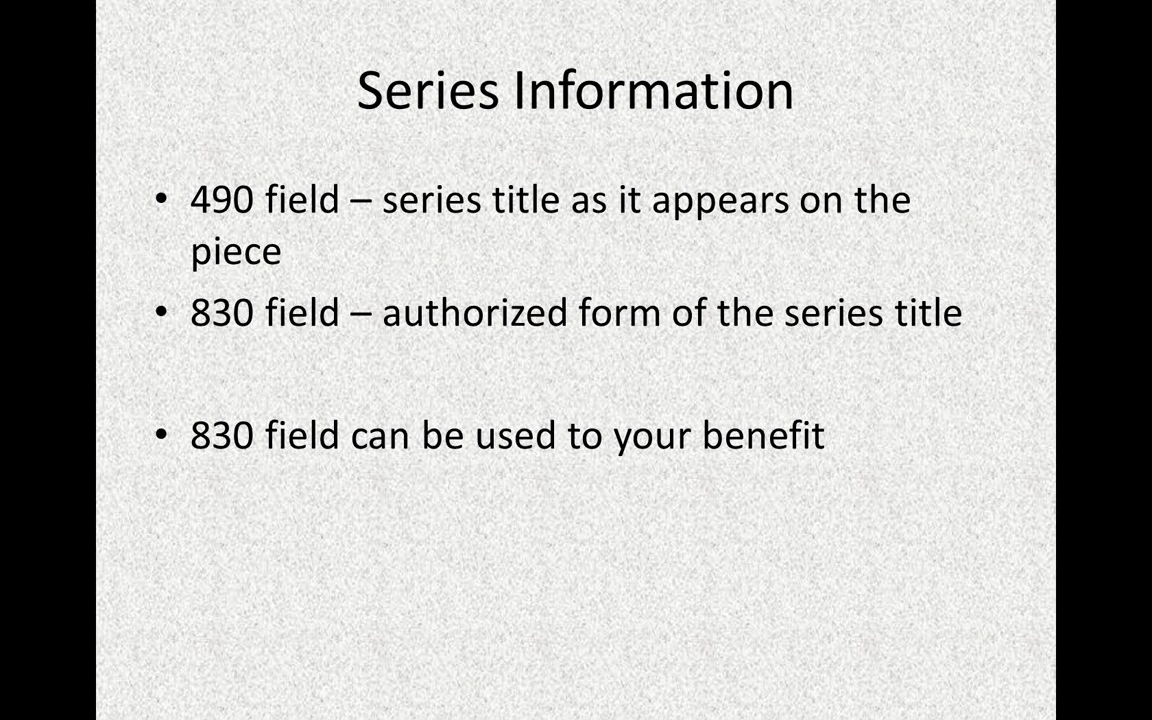 Series Information
• 490 field – series title as it appears on the
piece
• 830 field – authorized form of the series title
• 830 field can be used to your benefit